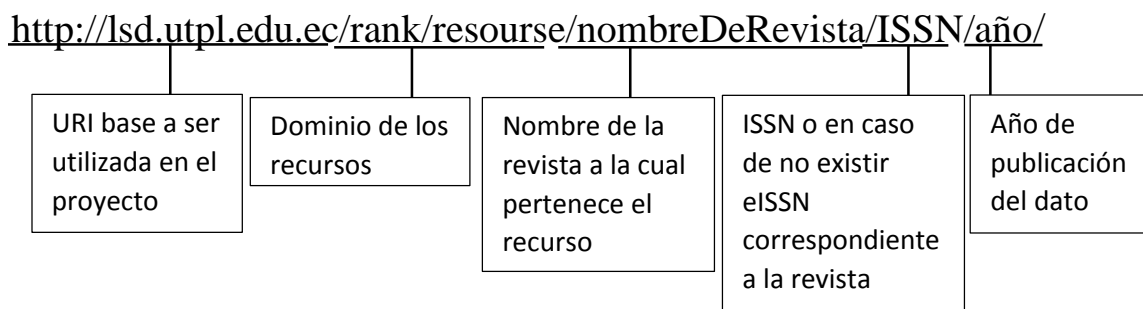 http://lsd.utpl.edu.ec/rank/resourse/nombreDeRevista/ISSN/año/
URI base a ser
utilizada en el
proyecto
Dominio de los
recursos
Nombre de la
revista a la cual
pertenece el
recurso
ISSN o en caso
de no existir
eISSN
correspondiente
a la revista
Año de
publicación
del dato